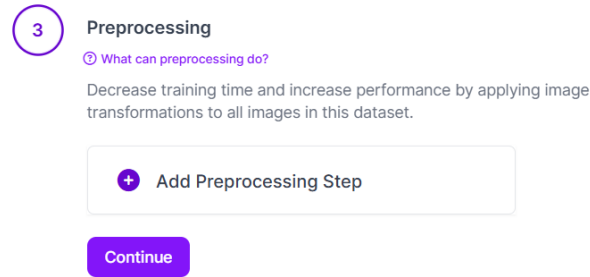 3
Preprocessing
What can preprocessing do?
Decrease training time and increase performance by applying image
transformations to all images in this dataset.
Add Preprocessing Step
Continue